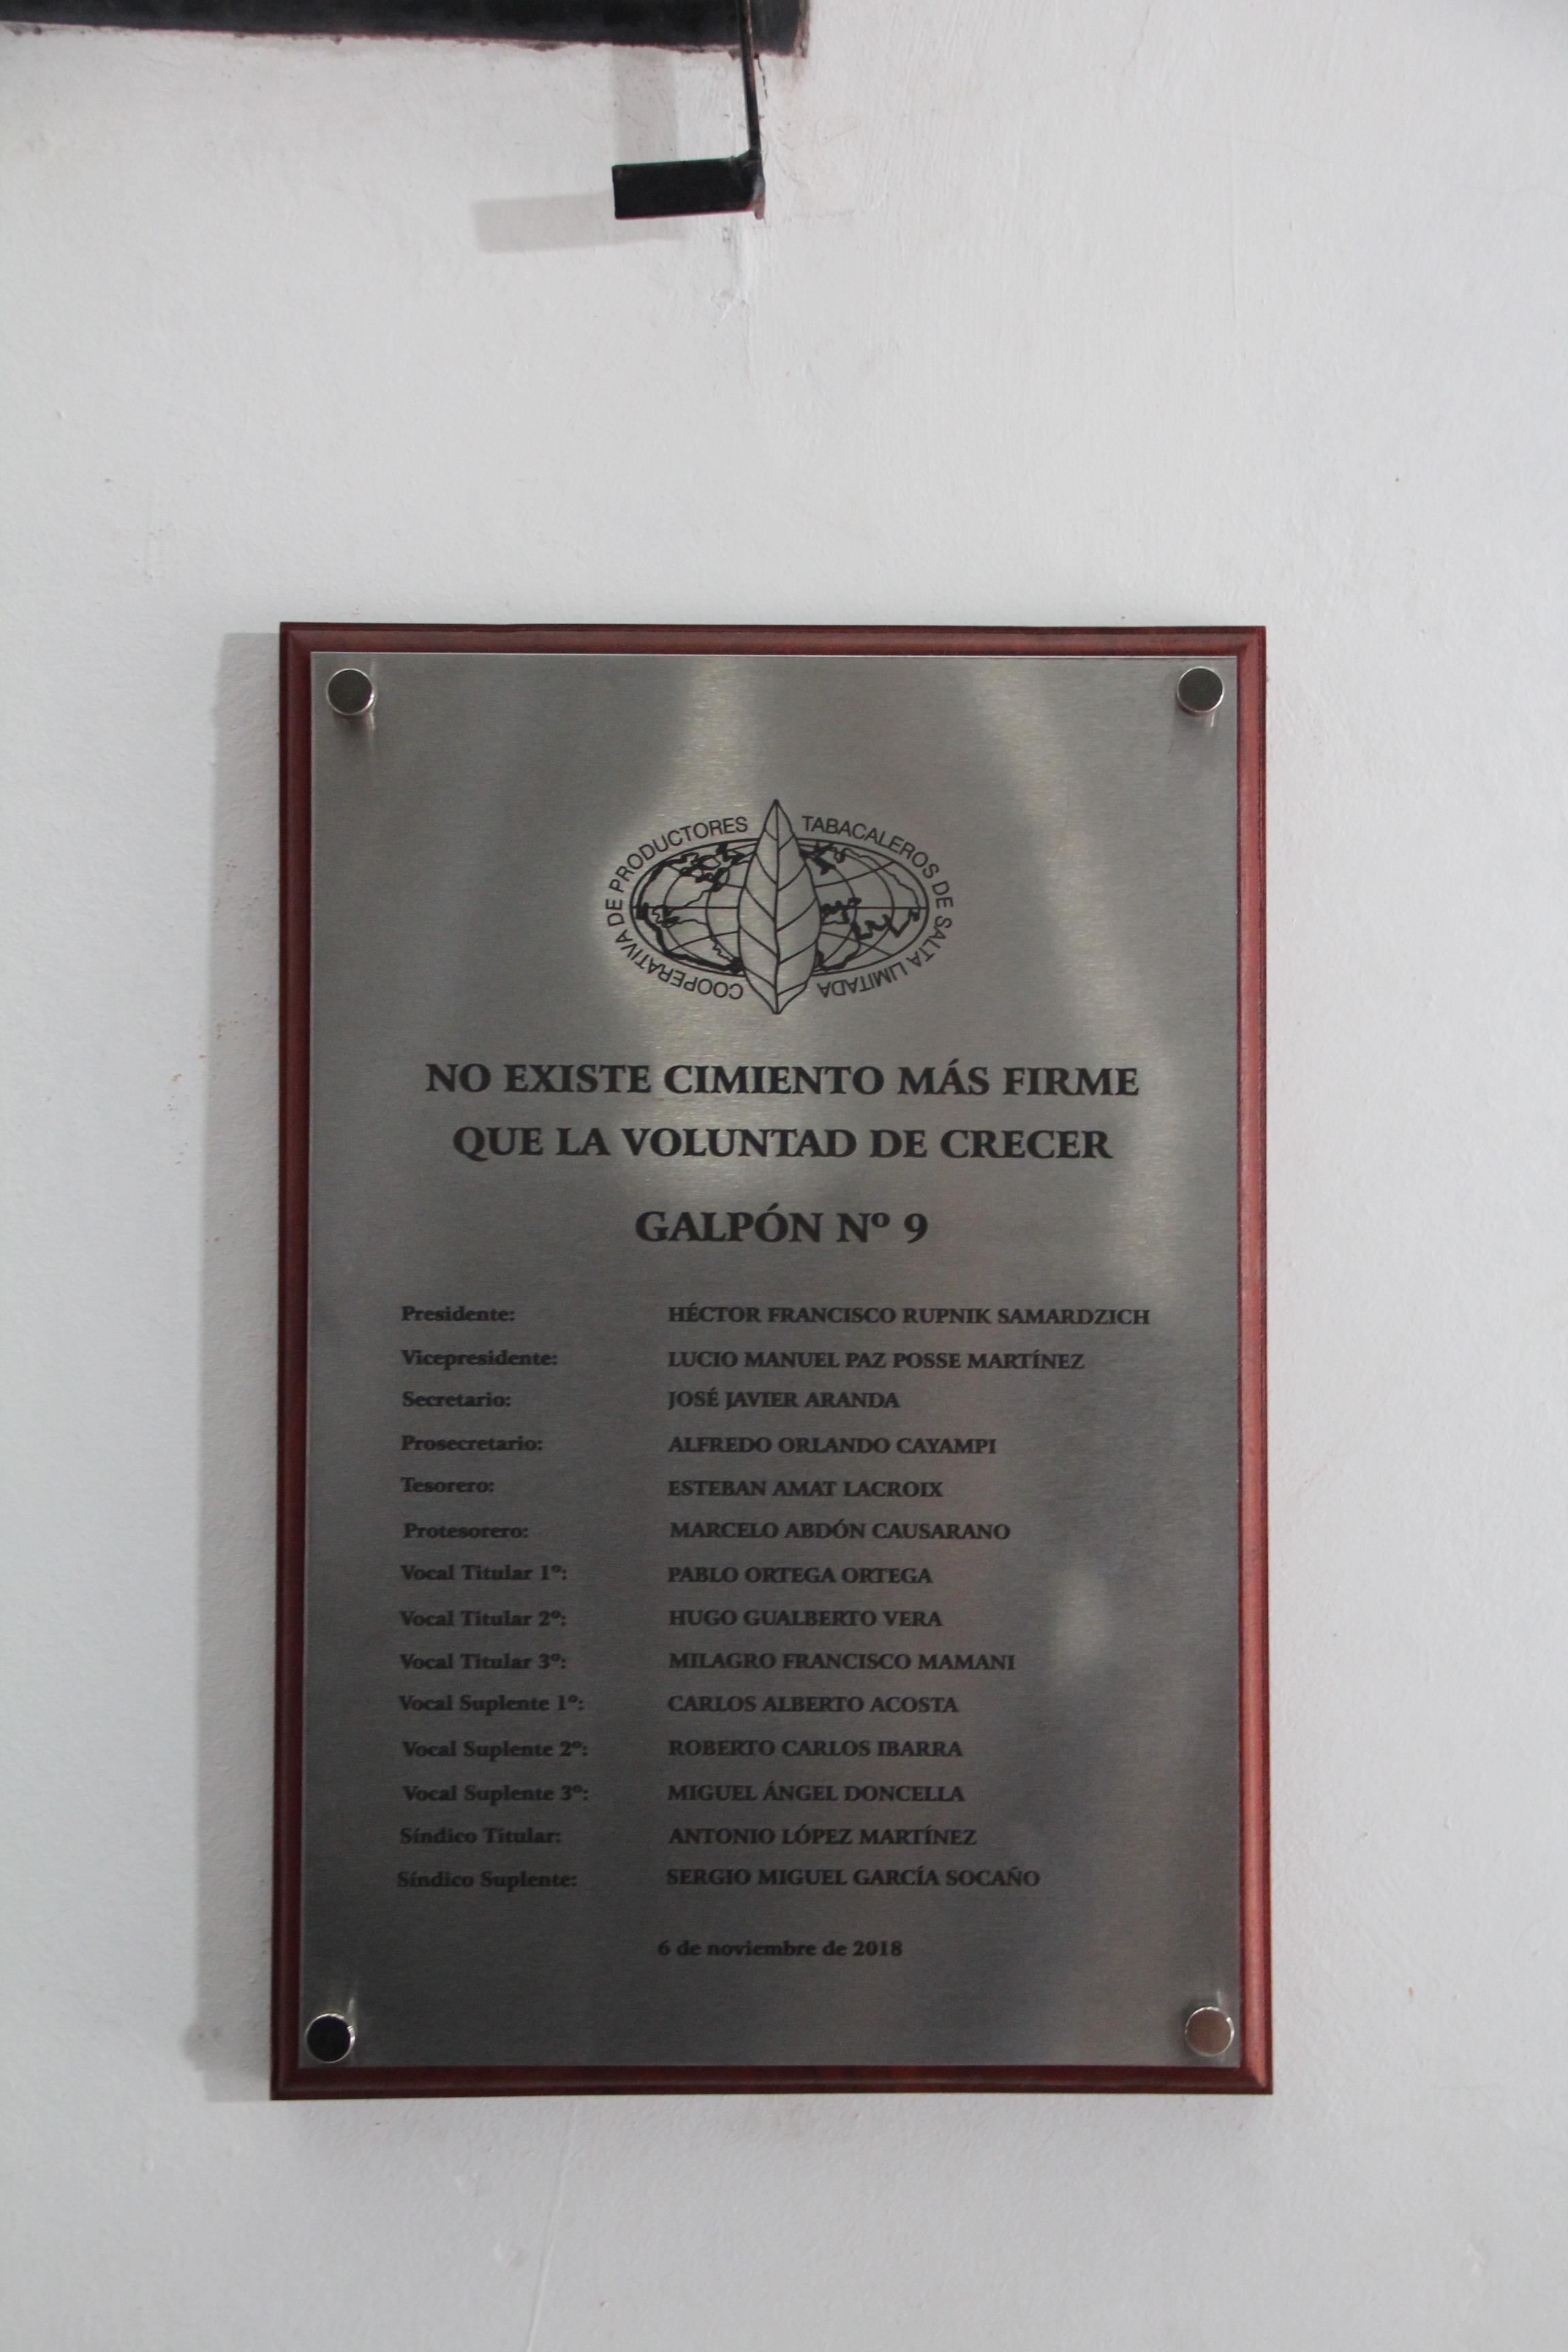 COOPERATIVA DE PRODUCTORES TABACALEROS DE SALTA LIMITADA
NO EXISTE CIMIENTO MÁS FIRME
QUE LA VOLUNTAD DE CRECER
GALPÓN Nº 9
Presidente: HÉCTOR FRANCISCO RUPNIK SAMARDZICH
Vicepresidente: LUCIO MANUEL PAZ POSSE MARTÍNEZ
Secretario: JOSÉ JAVIER ARANDA
Prosecretario: ALFREDO ORLANDO CAYAMPI
Tesorero: ESTEBAN AMAT LACROIX
Protesorero: MARCELO ABDÓN CAUSARANO
Vocal Titular 1º: PABLO ORTEGA ORTEGA
Vocal Titular 2º: HUGO GUALBERTO VERA
Vocal Titular 3º: MILAGRO FRANCISCO MAMANI
Vocal Suplente 1º: CARLOS ALBERTO ACOSTA
Vocal Suplente 2º: ROBERTO CARLOS IBARRA
Vocal Suplente 3º: MIGUEL ÁNGEL DONCELLA
Síndico Titular: ANTONIO LÓPEZ MARTÍNEZ
Síndico Suplente: SERGIO MIGUEL GARCÍA SOCAÑO
6 de noviembre de 2018